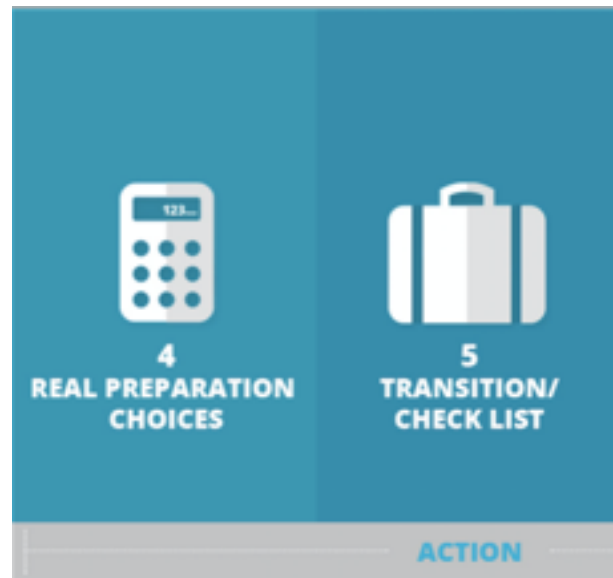 123...
4
REAL PREPARATION
CHOICES
5
TRANSITION/
CHECK LIST
ACTION